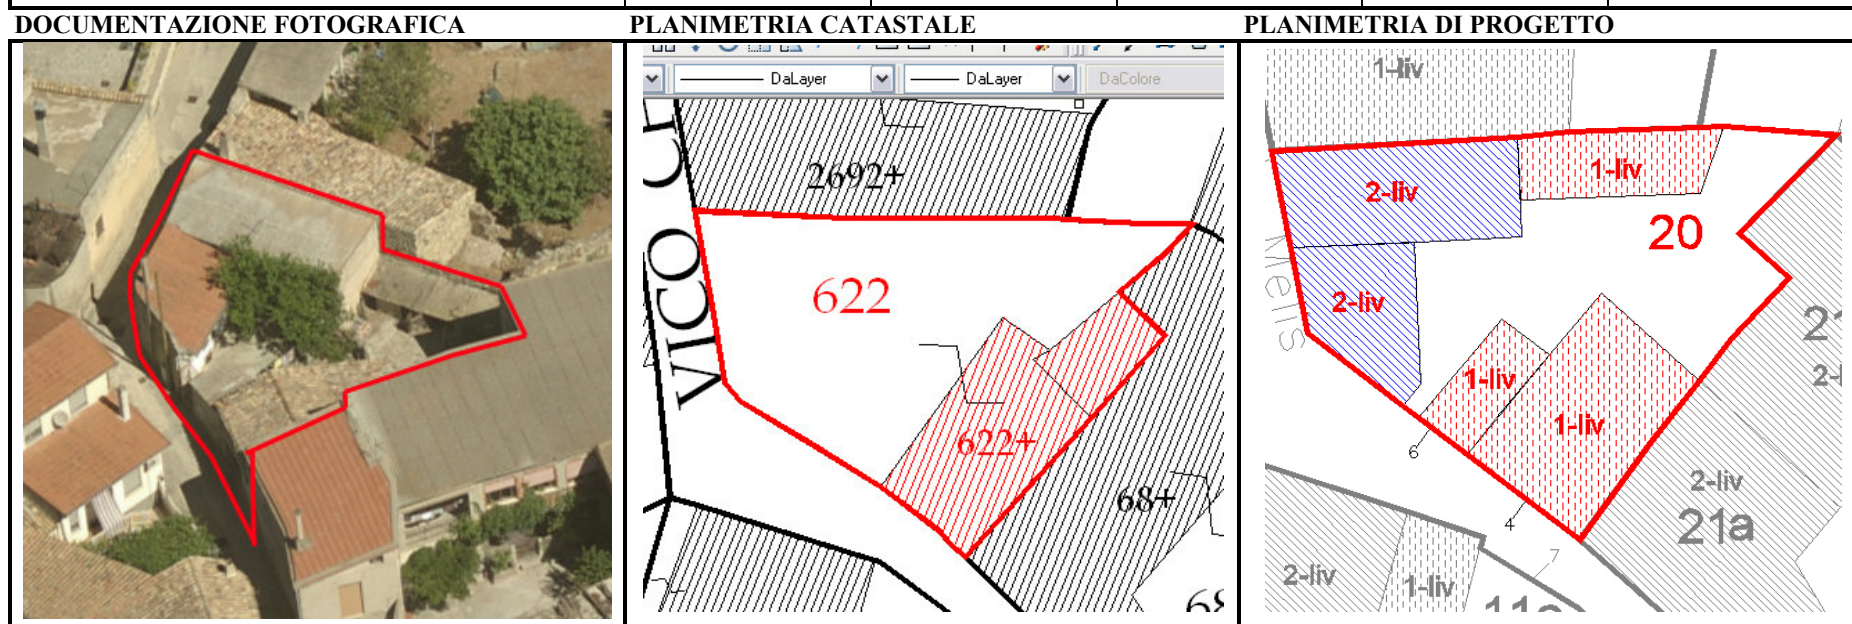 DOCUMENTAZIONE FOTOGRAFICA
PLANIMETRIA CATASTALE
PLANIMETRIA DI PROGETTO
DaLayer
DaLayer
DaColore
2692+
VICO
622
622+
68+
68
1-liv
2-liv
1-liv
20
2-liv
Melis
1-liv
1-liv
6
4
7
2-liv
21a
2-liv
1-liv